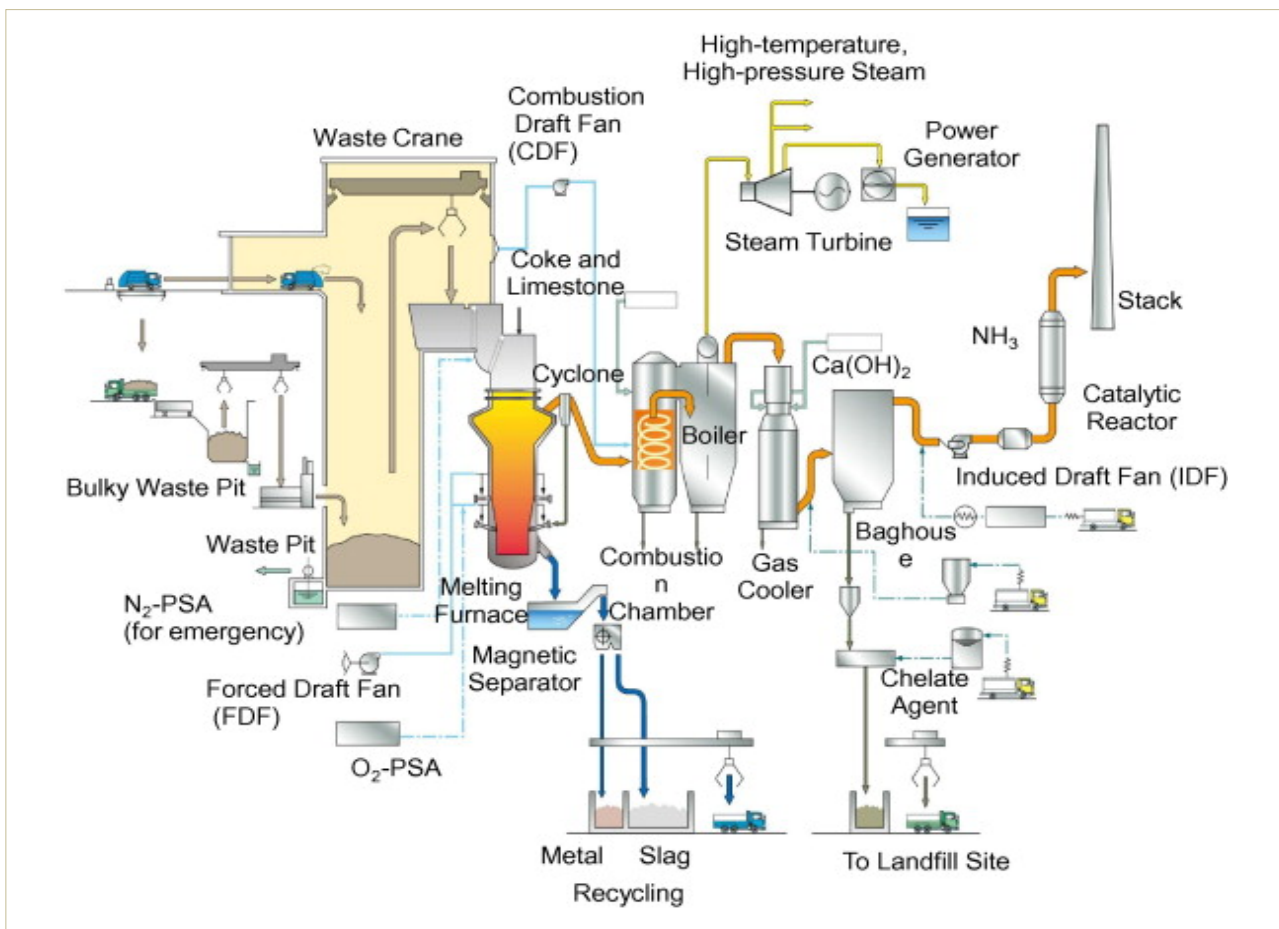 High-temperature,
High-pressure Steam
Combustion
Draft Fan
(CDF)
Waste Crane
Power
Generator
Steam Turbine
Coke and
Limestone
Stack
NH₃
Cyclone
Ca(OH)₂
Catalytic
Reactor
Boiler
Bulky Waste Pit
Induced Draft Fan (IDF)
Waste Pit
Baghous
e
Combustio
n
Chamber
Gas
Cooler
N₂-PSA
(for emergency)
Melting
Furnace
Magnetic
Separator
Forced Draft Fan
(FDF)
Chelate
Agent
O₂-PSA
Metal
Slag
Recycling
To Landfill Site